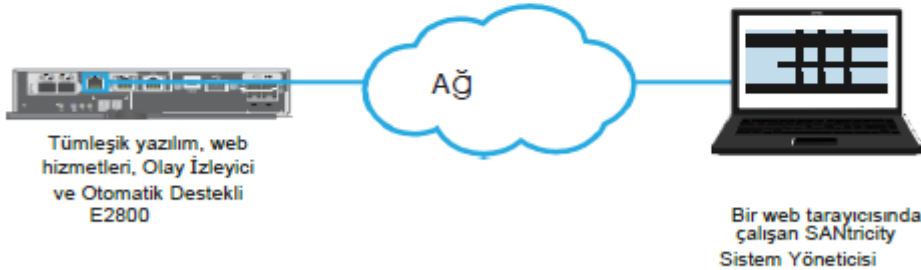 Ağ
Tümleşik yazılım, web
hizmetleri, Olay İzleyici
ve Otomatik Destekli
E2800
Bir web tarayıcısında
çalışan SANtricity
Sistem Yöneticisi